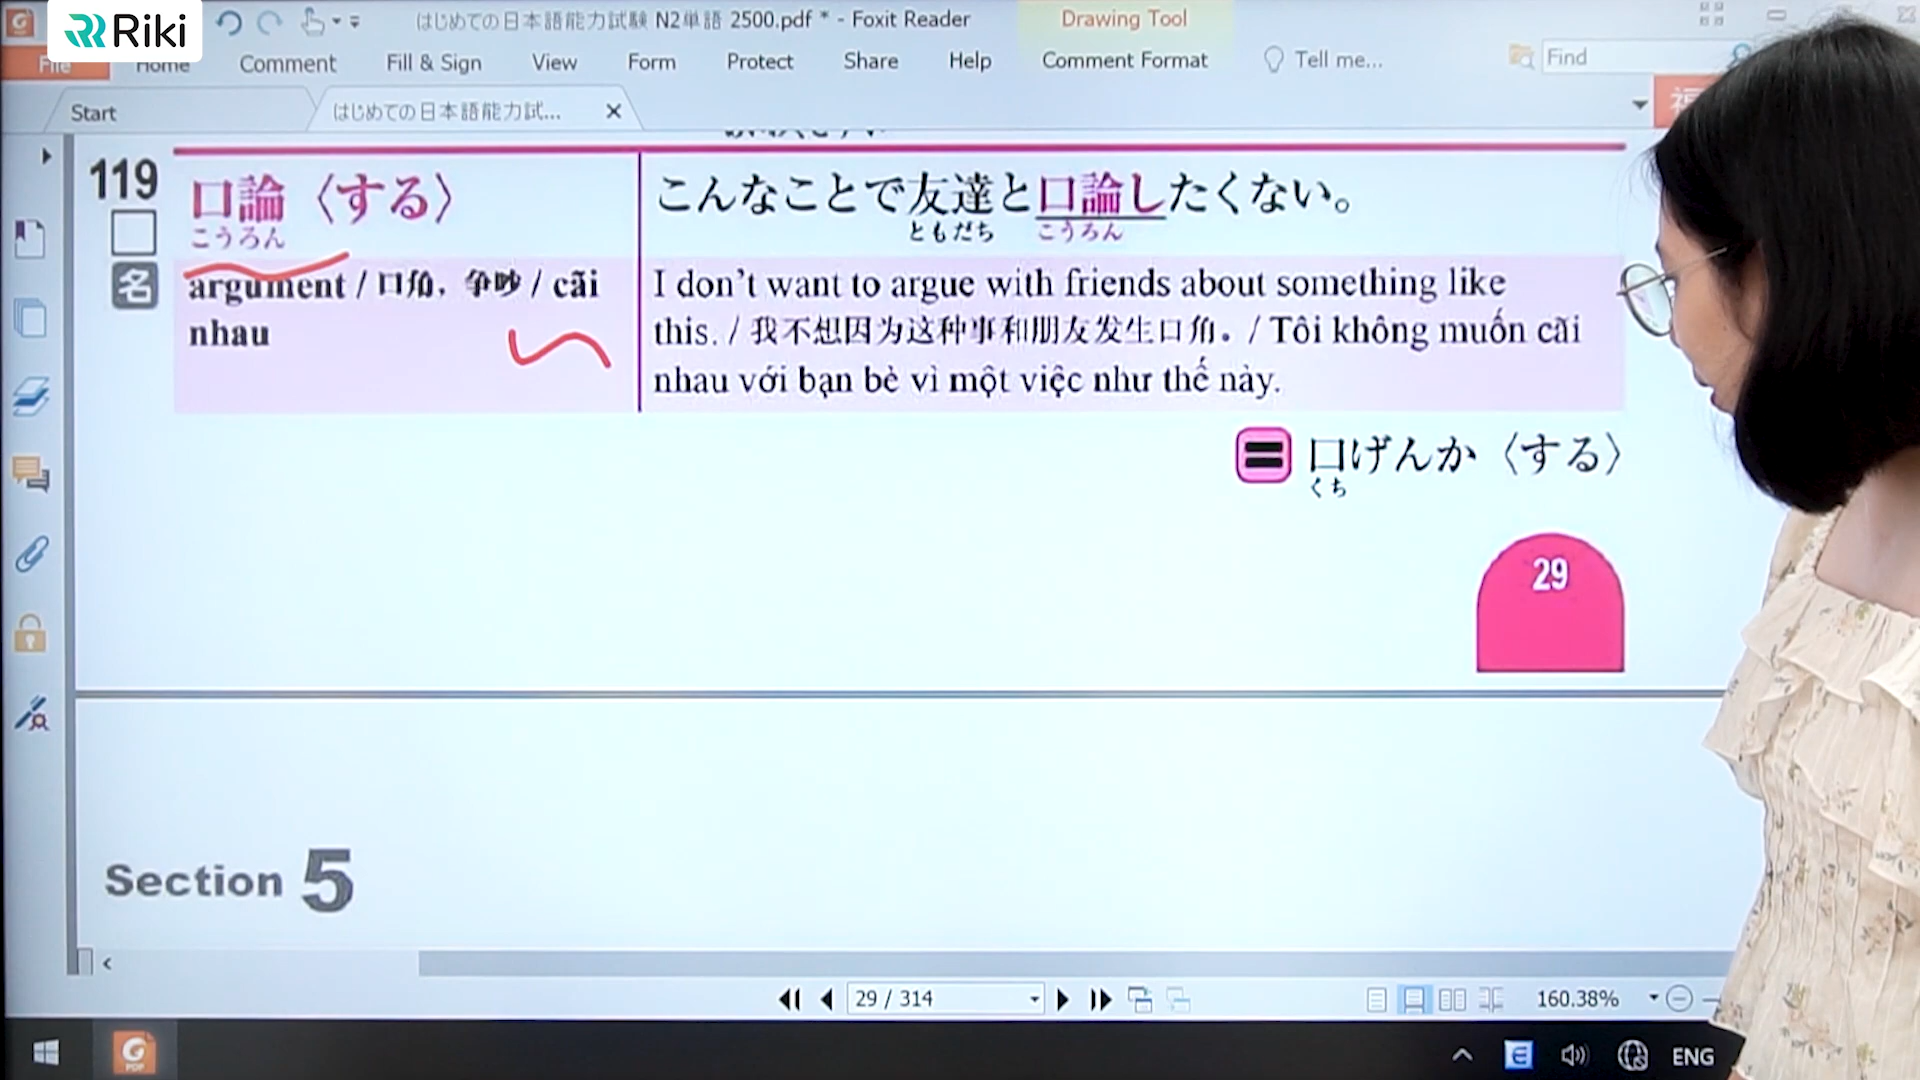 Riki
はじめての日本語能力試験 N2単語 2500.pdf * - Foxit Reader
Drawing Tool
File
Home
Comment
Fill & Sign
View
Form
Protect
Share
Help
Comment Format
Tell me...
Find
Start
はじめての日本語能力試...
119
口論〈する〉
こうろん
名
argument / 口角，争吵 / cãi
nhau
こんなことで友達と口論したくない。
ともだち こうろん
I don't want to argue with friends about something like
this. / 我不想因为这种事和朋友发生口角。/ Tôi không muốn cãi
nhau với bạn bè vì một việc như thế này.
= 口げんか〈する〉
くち
29
Section 5
29 / 314
160.38%
ENG